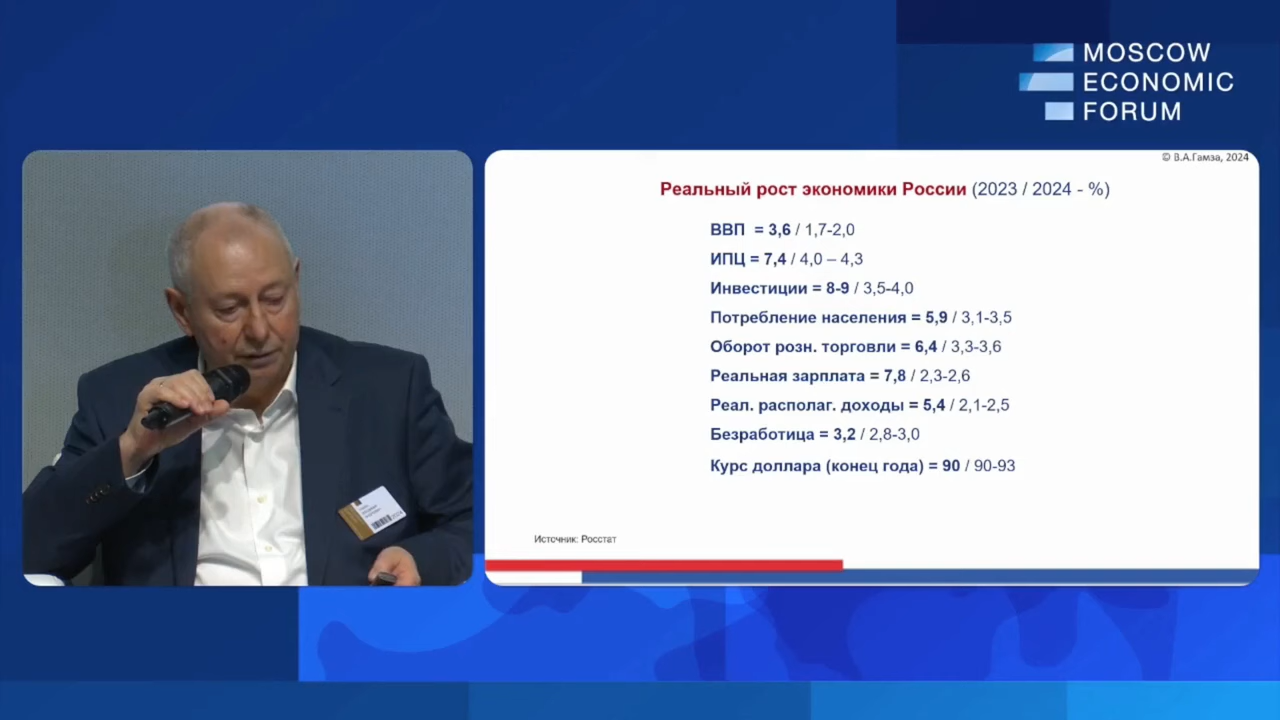 MOSCOW
ECONOMIC
FORUM
© В.А.Гамза, 2024
Реальный рост экономики России (2023 / 2024 - %)
ВВП = 3,6 / 1,7-2,0
ИПЦ = 7,4 / 4,0 – 4,3
Инвестиции = 8-9 / 3,5-4,0
Потребление населения = 5,9 / 3,1-3,5
Оборот розн. торговли = 6,4 / 3,3-3,6
Реальная зарплата = 7,8 / 2,3-2,6
Реал. располаг. доходы = 5,4 / 2,1-2,5
Безработица = 3,2 / 2,8-3,0
Курс доллара (конец года) = 90 / 90-93
Источник: Росстат